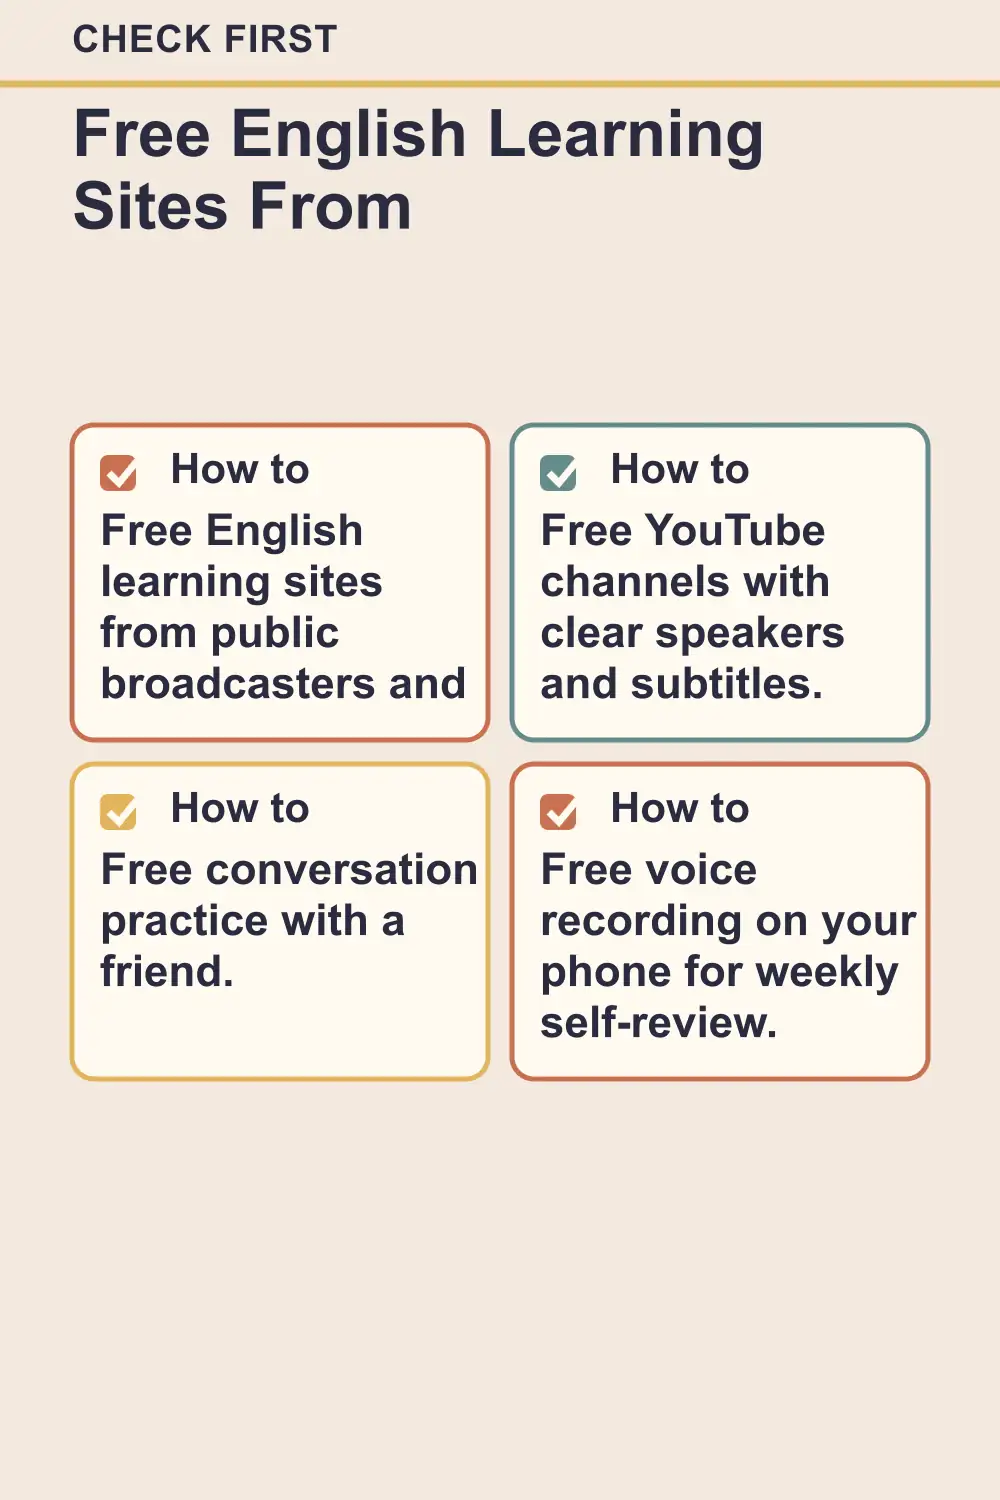 CHECK FIRST
Free English Learning
Sites From
How to
Free English
learning sites
from public
broadcasters and
How to
Free YouTube
channels with
clear speakers
and subtitles.
How to
Free conversation
practice with a
friend.
How to
Free voice
recording on your
phone for weekly
self-review.